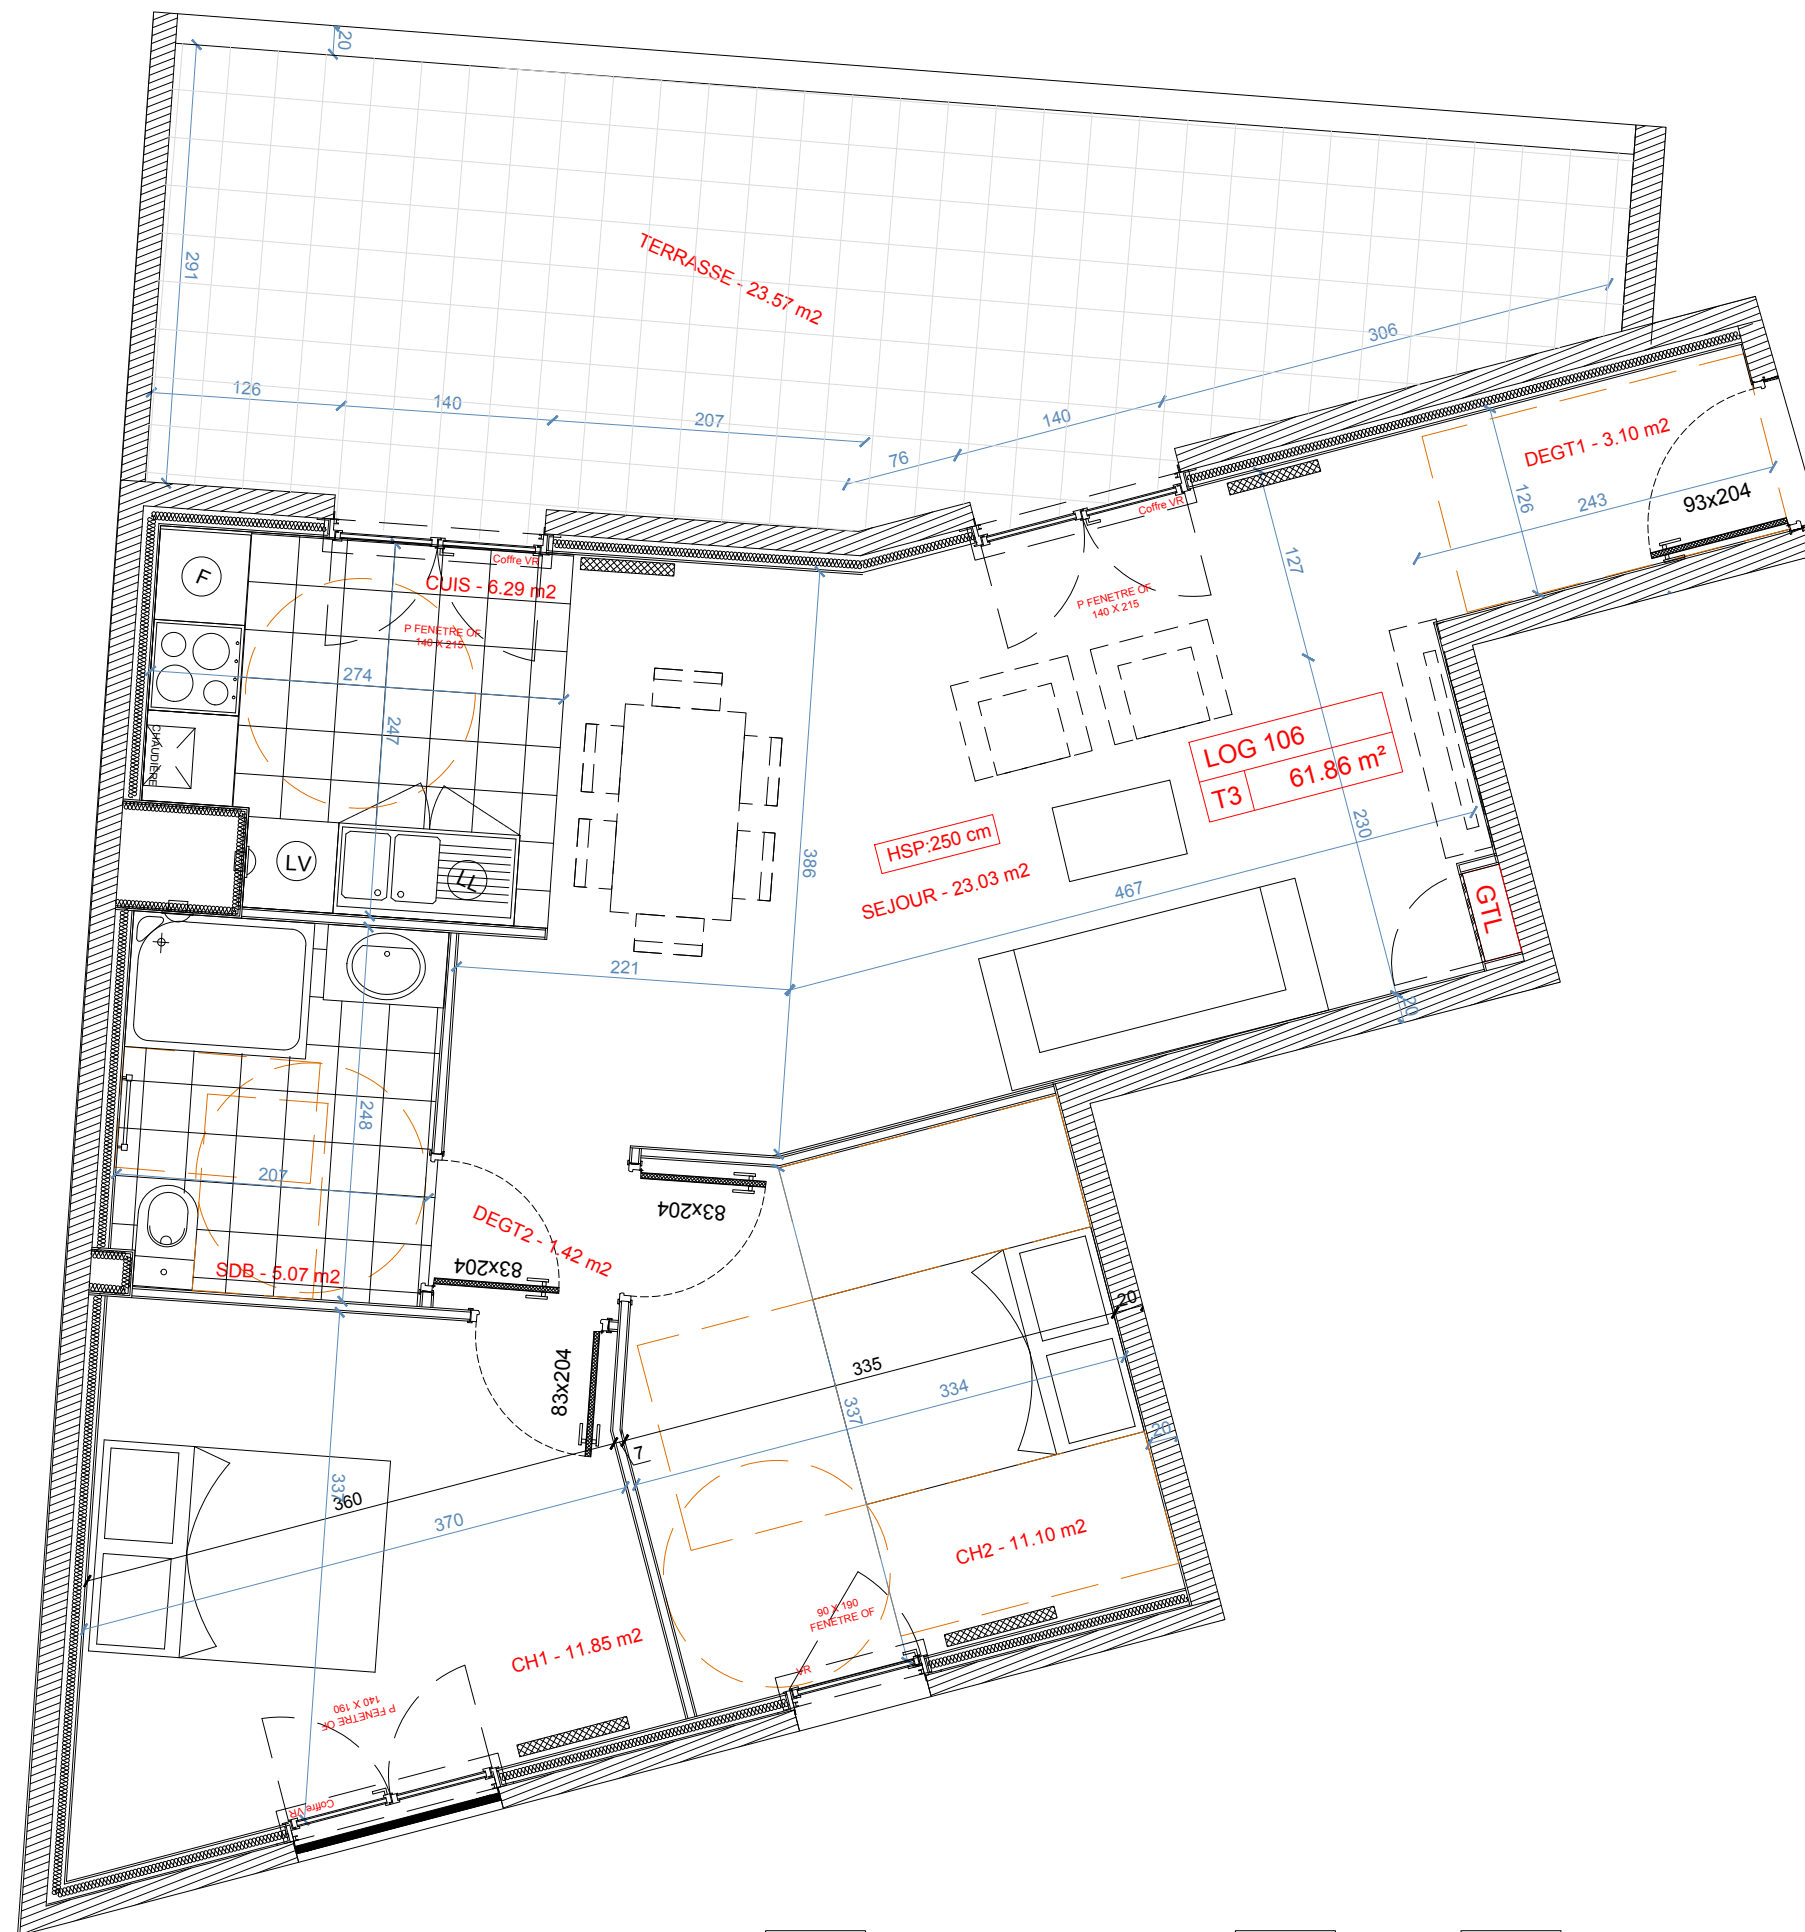 20
291
TERRASSE - 23.57 m2
306
126
140
207
76
140
DEGT1 - 3.10 m2
126
243
93x204
Coffre VR
Coffre VR
F
CUIS - 6.29 m2
P FENETRE OF
140 X 215
127
P FENETRE OF
140 X 215
274
247
CHAUDIERE
LOG 106
T3
61.86 m²
HSP:250 cm
230
LV
LL
386
SEJOUR - 23.03 m2
467
GTL
221
20
248
207
83x204
DEGT2 - 1.42 m2
83x204
SDB - 5.07 m2
83x204
20
335
334
337
20
7
337
360
370
CH2 - 11.10 m2
90 X 190
FENETRE OF
CH1 - 11.85 m2
VR
P FENETRE OF
140 X 190
Coffre VR